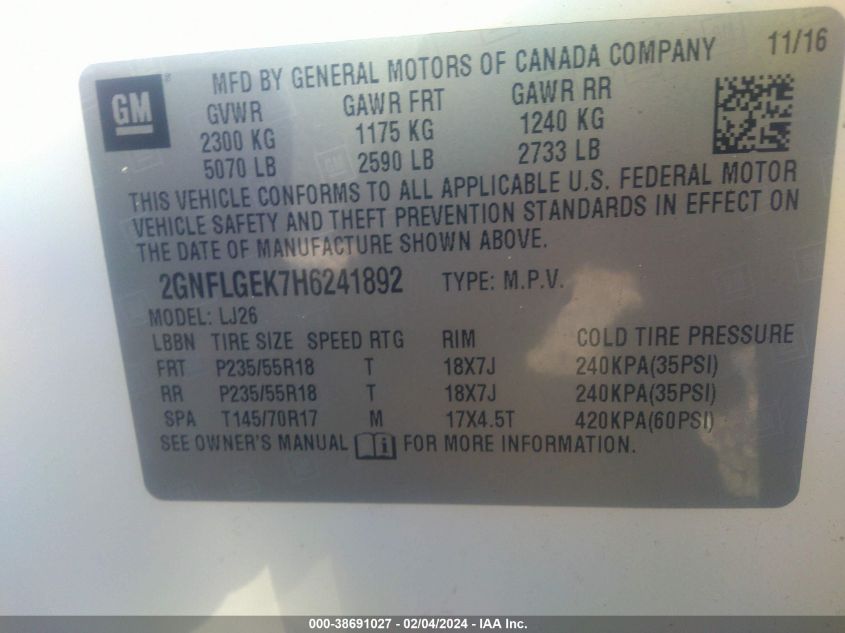 11/16
MFD BY GENERAL MOTORS OF CANADA COMPANY
GM ®
GVWR GAWR FRT GAWR RR
2300 KG 1175 KG 1240 KG
5070 LB 2590 LB 2733 LB
THIS VEHICLE CONFORMS TO ALL APPLICABLE U.S. FEDERAL MOTOR
VEHICLE SAFETY AND THEFT PREVENTION STANDARDS IN EFFECT ON
THE DATE OF MANUFACTURE SHOWN ABOVE.
2GNFLGEK7H6241892 TYPE: M.P.V.
MODEL: LJ26
LBBN TIRE SIZE SPEED RTG RIM COLD TIRE PRESSURE
FRT P235/55R18 T 18X7J 240KPA(35PSI)
RR P235/55R18 T 18X7J 240KPA(35PSI)
SPA T145/70R17 M 17X4.5T 420KPA(60PSI)
SEE OWNER'S MANUAL i FOR MORE INFORMATION.
000-38691027 - 02/04/2024 - IAA Inc.